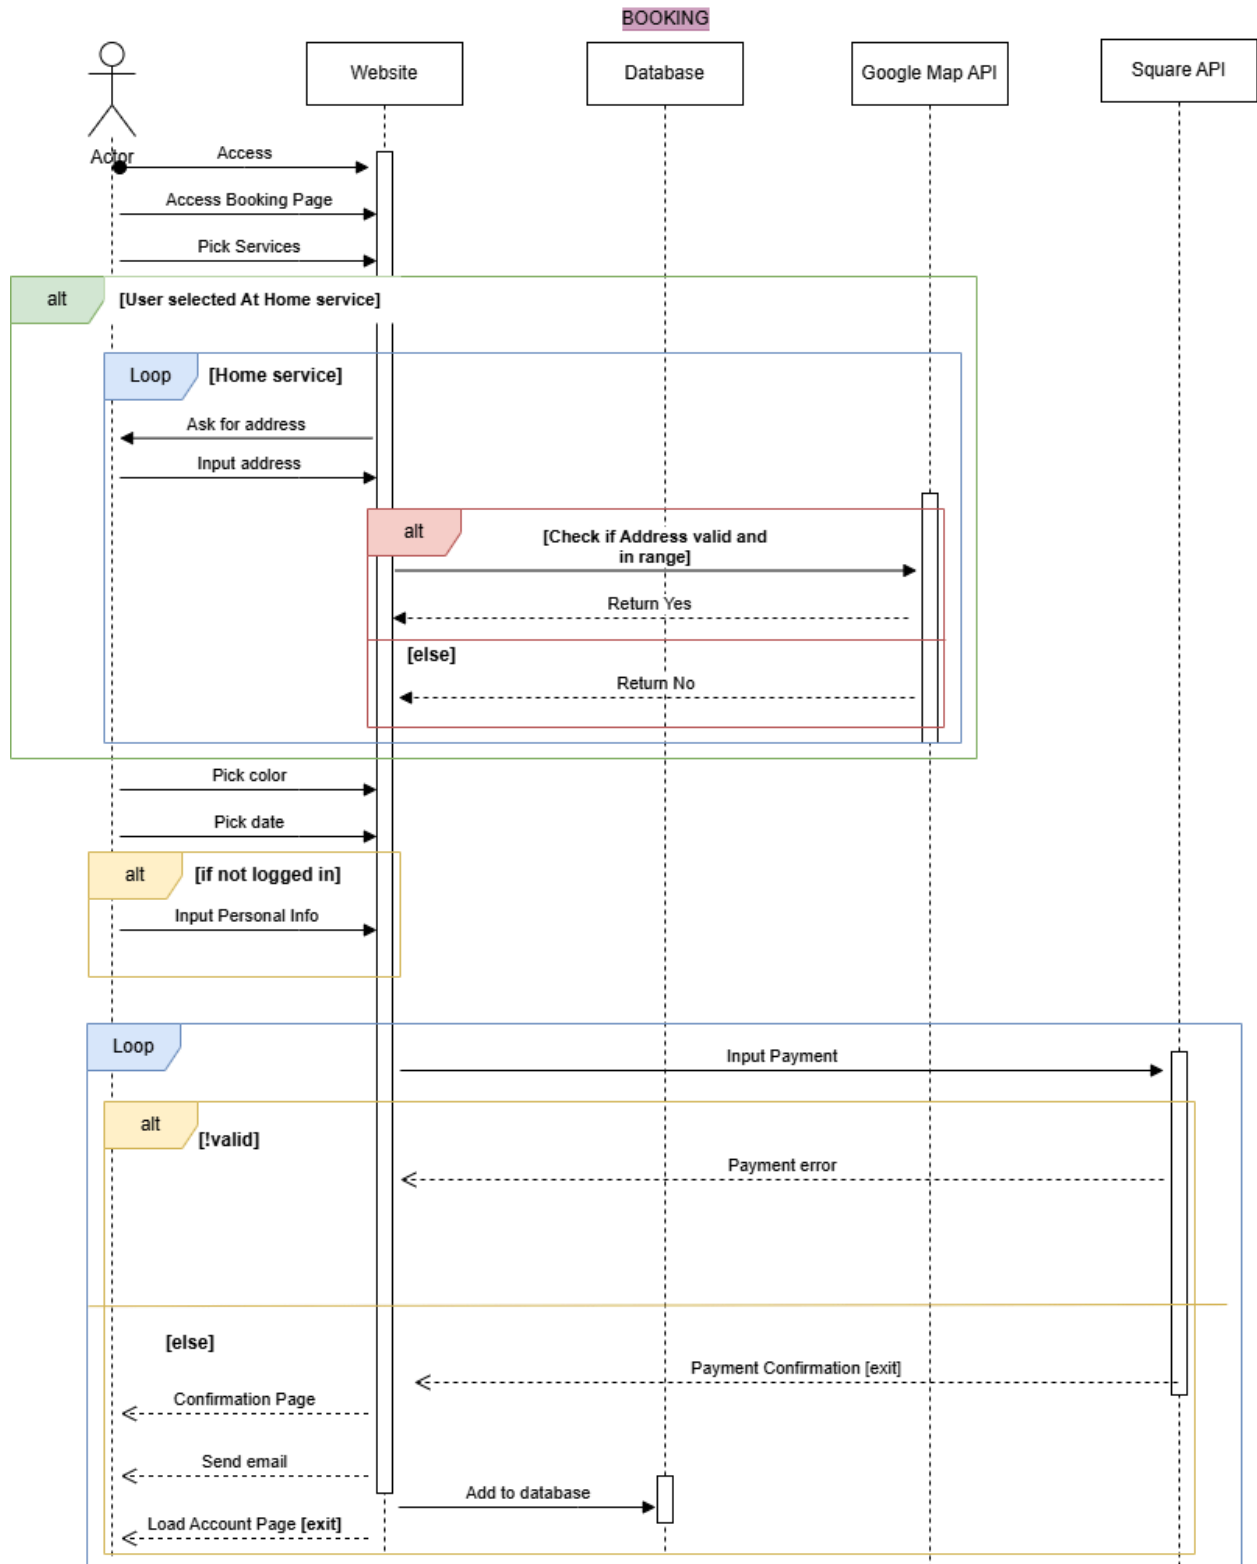 BOOKING
Website
Database
Google Map API
Square API
Actor
Access
Access Booking Page
Pick Services
alt
[User selected At Home service]
Loop
[Home service]
Ask for address
Input address
alt
[Check if Address valid and
in range]
Return Yes
[else]
Return No
Pick color
Pick date
alt
[if not logged in]
Input Personal Info
Loop
Input Payment
alt
[!valid]
Payment error
[else]
Payment Confirmation [exit]
Confirmation Page
Send email
Add to database
Load Account Page [exit]